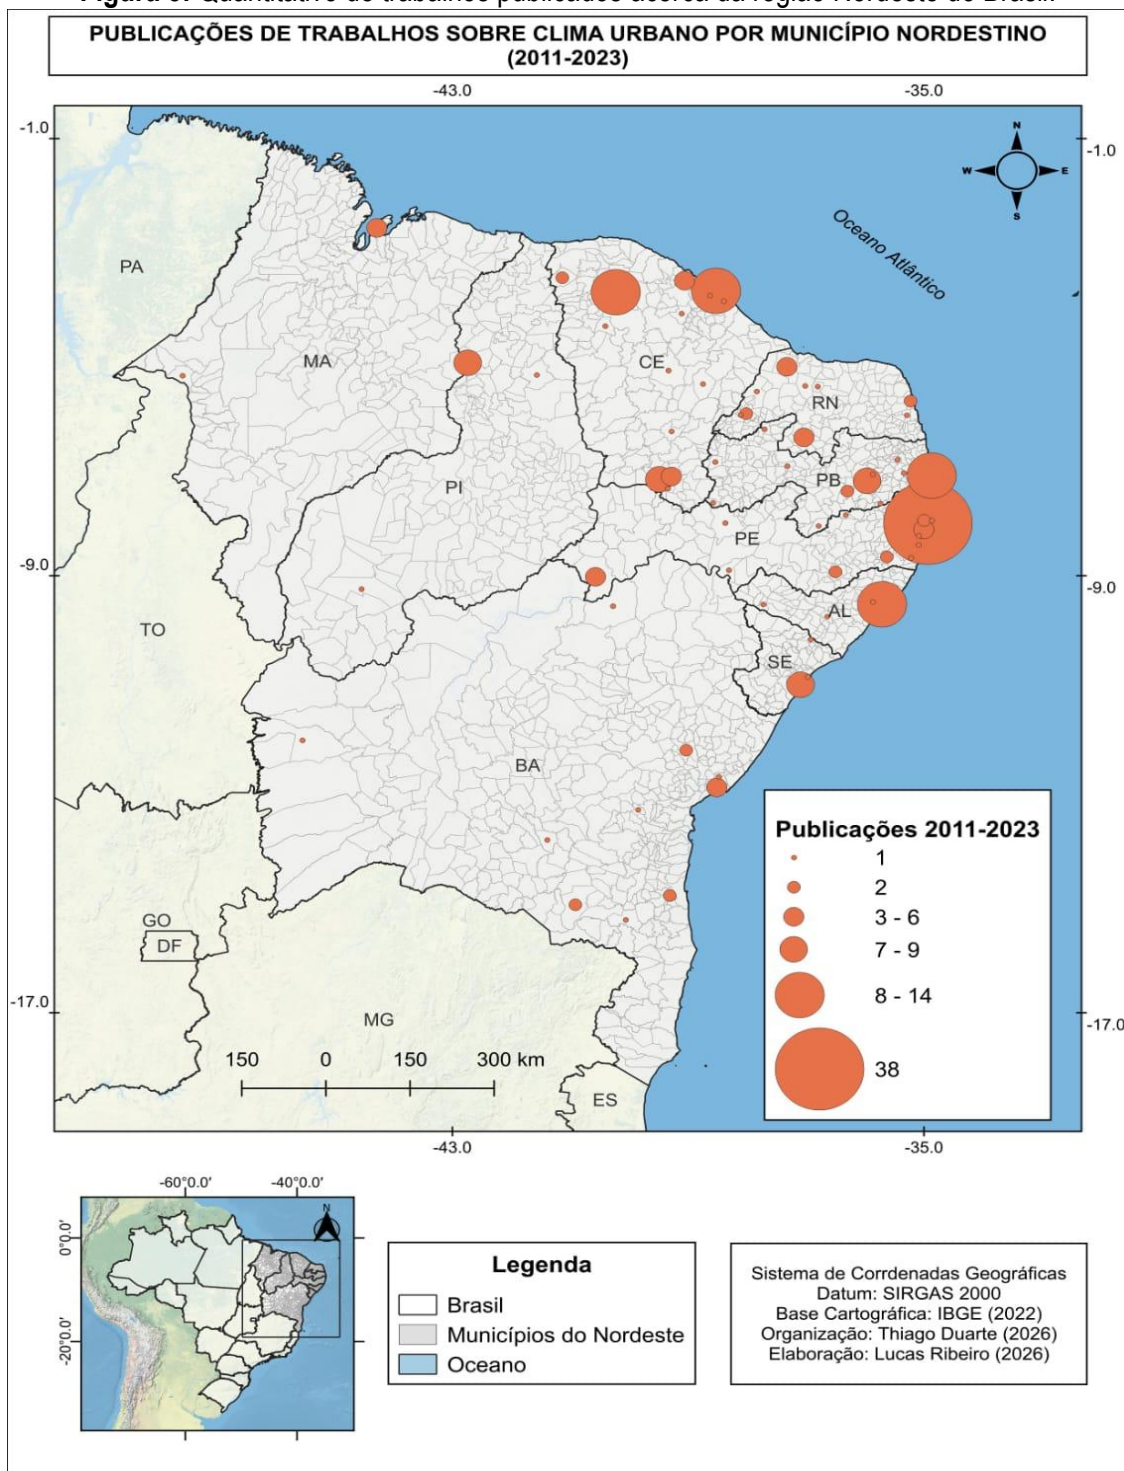 Figura 3. Quantitativo de trabalhos publicados acerca da região Nordeste do Brasil.
PUBLICAÇÕES DE TRABALHOS SOBRE CLIMA URBANO POR MUNICÍPIO NORDESTINO
(2011-2023)
-43.0 -35.0
-1.0 -1.0
N
W E
S
Oceano Atlântico
PA
MA
CE
RN
PB
PI
PE
-9.0 -9.0
AL
TO
SE
BA
Publicações 2011-2023
1
2
3 - 6
7 - 9
8 - 14
38
GO
DF
-17.0 -17.0
MG
150 0 150 300 km
ES
-43.0 -35.0
-60°0.0' -40°0.0'
N
0°0.0'
-20°0.0'
Legenda
Brasil
Municípios do Nordeste
Oceano
Sistema de Corrdenadas Geográficas
Datum: SIRGAS 2000
Base Cartográfica: IBGE (2022)
Organização: Thiago Duarte (2026)
Elaboração: Lucas Ribeiro (2026)